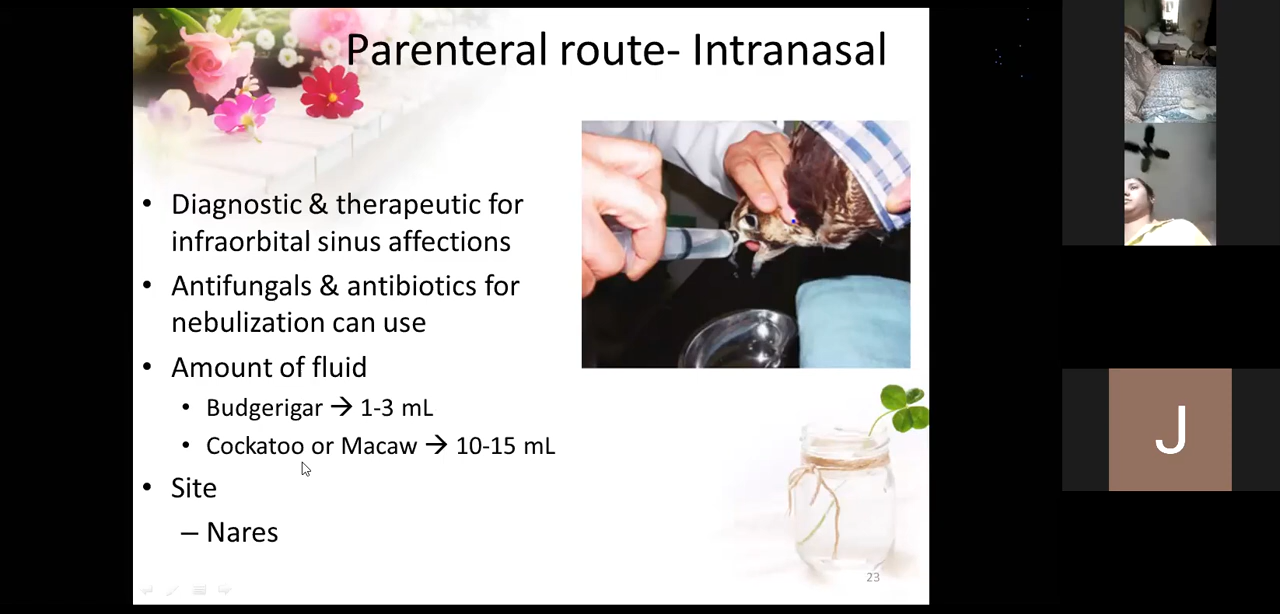 Parenteral route- Intranasal
• Diagnostic & therapeutic for
infraorbital sinus affections
• Antifungals & antibiotics for
nebulization can use
• Amount of fluid
• Budgerigar → 1-3 mL
• Cockatoo or Macaw → 10-15 mL
• Site
– Nares
23
J